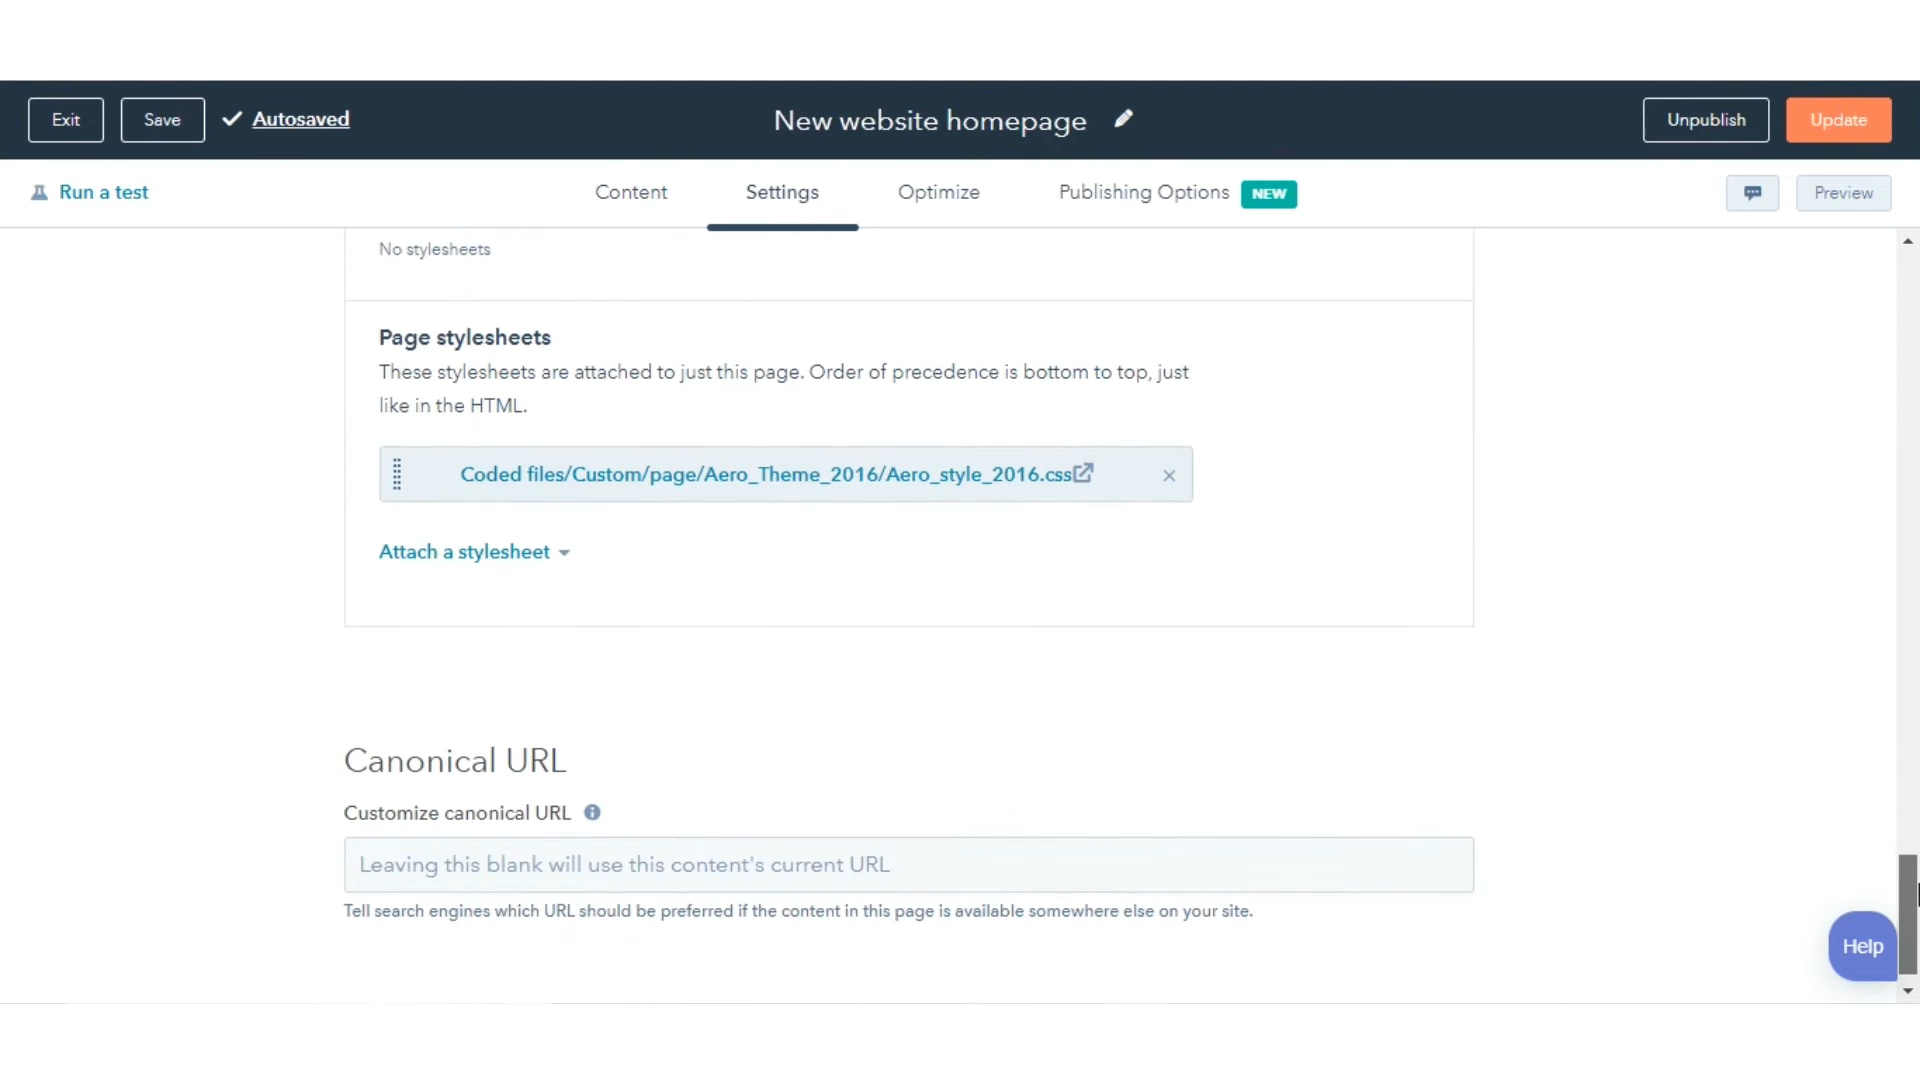 Exit Save Autosaved New website homepage Unpublish Update
Run a test Content Settings Optimize Publishing Options NEW Preview
No stylesheets
Page stylesheets
These stylesheets are attached to just this page. Order of precedence is bottom to top, just
like in the HTML.
Coded files/Custom/page/Aero_Theme_2016/Aero_style_2016.css
Attach a stylesheet
Canonical URL
Customize canonical URL
Leaving this blank will use this content's current URL
Tell search engines which URL should be preferred if the content in this page is available somewhere else on your site.
Help